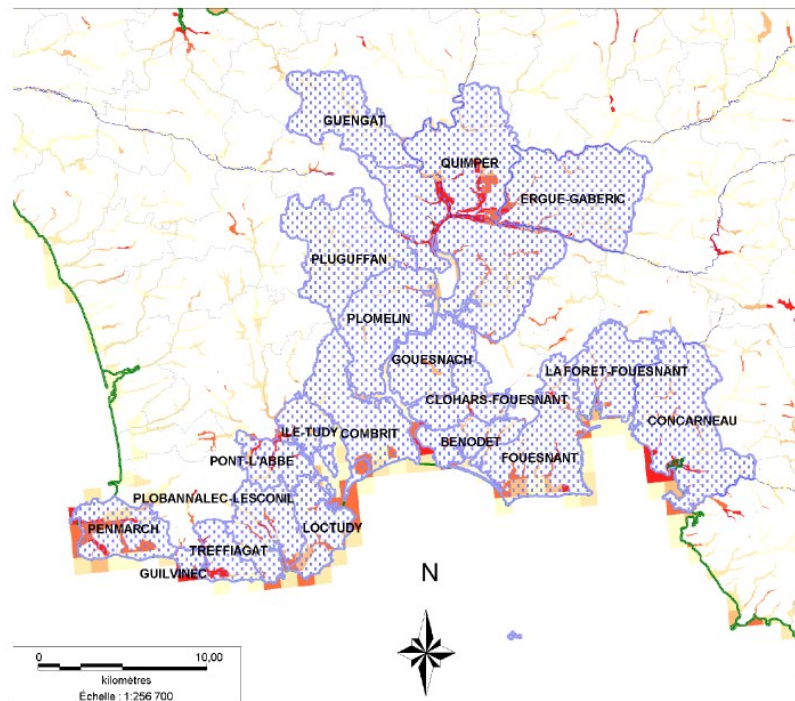 GUENGAT
QUIMPER
ERGUE-GABERIC
PLUGUFFAN
PLOMELIN
GOUESNACH
LA FORET-FOUESNANT
CLOHARS-FOUESNANT
CONCARNEAU
ILE-TUDY
COMBRIT
BENODET
PONT-L'ABBE
FOUESNANT
PLOBANNALEC-LESCONIL
PENMARCH
LOCTUDY
TREFFIAGAT
GUILVINEC
N
0 10,00
kilomètres
Échelle : 1:256 700